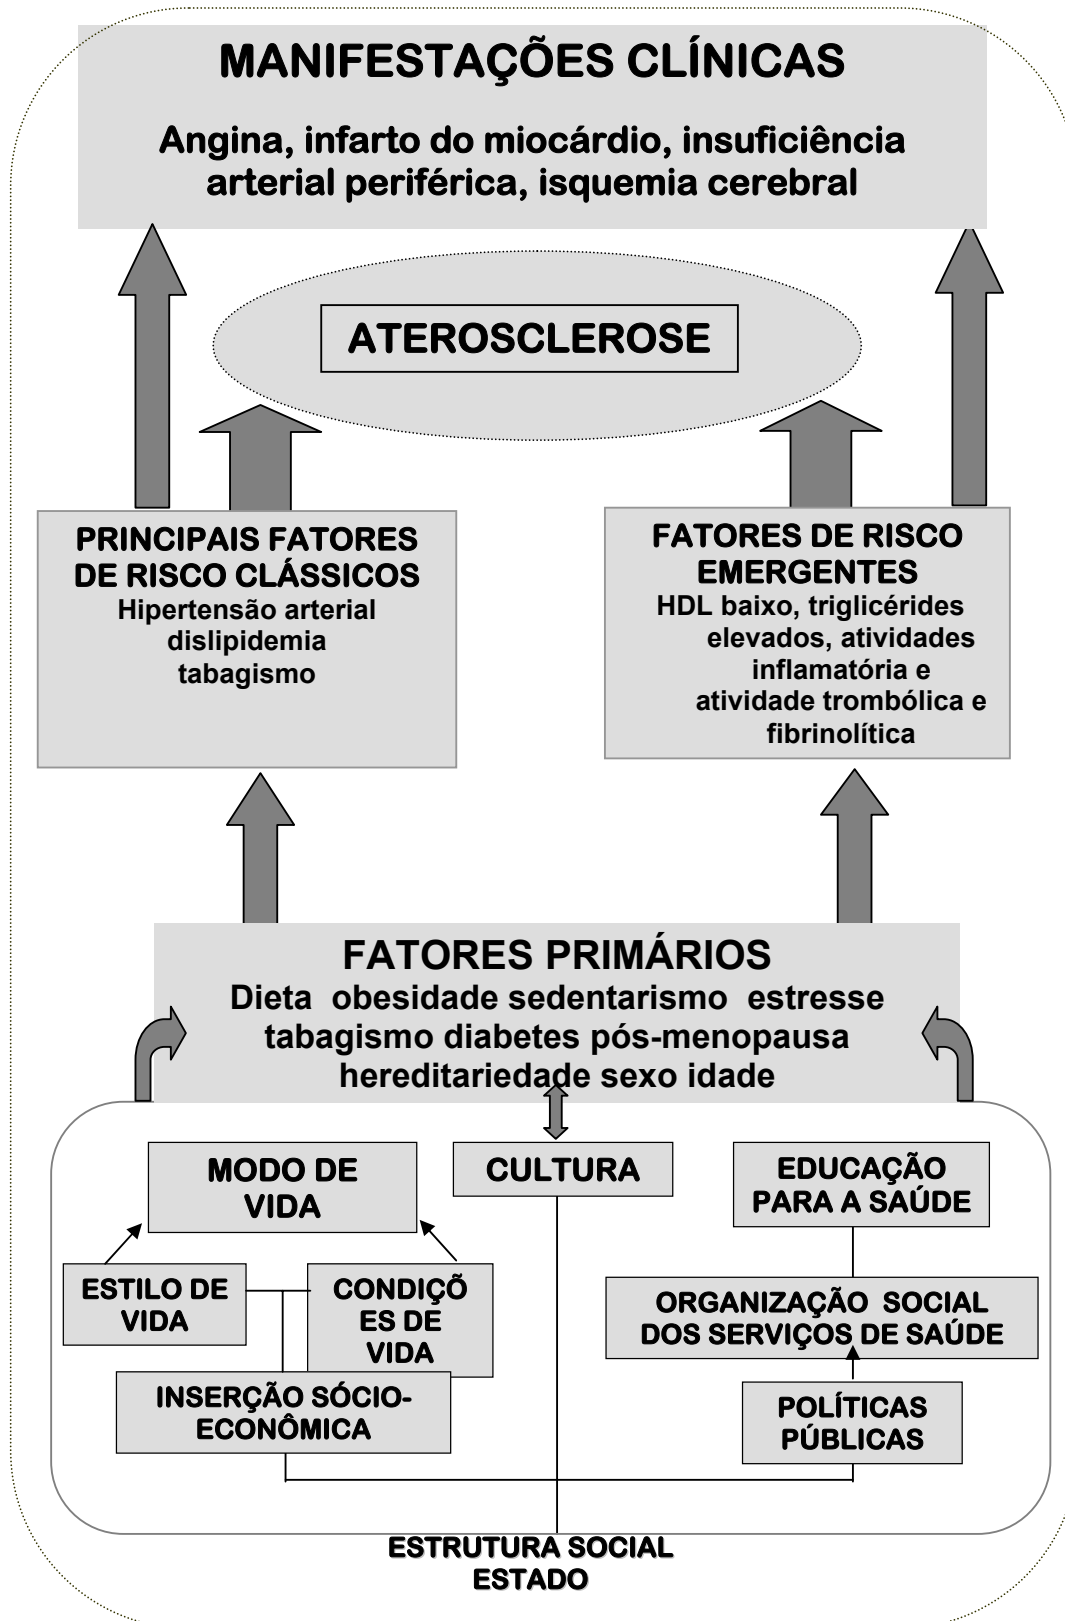 MANIFESTAÇÕES CLÍNICAS
Angina, infarto do miocárdio, insuficiência
arterial periférica, isquemia cerebral
ATEROSCLEROSE
PRINCIPAIS FATORES
DE RISCO CLÁSSICOS
Hipertensão arterial
dislipidemia
tabagismo
FATORES DE RISCO
EMERGENTES
HDL baixo, triglicérides
elevados, atividades
inflamatória e
atividade trombólica e
fibrinolítica
FATORES PRIMÁRIOS
Dieta obesidade sedentarismo estresse
tabagismo diabetes pós-menopausa
hereditariedade sexo idade
MODO DE
VIDA
CULTURA
EDUCAÇÃO
PARA A SAÚDE
ESTILO DE
VIDA
CONDIÇÕ
ES DE
VIDA
ORGANIZAÇÃO SOCIAL
DOS SERVIÇOS DE SAÚDE
INSERÇÃO SÓCIO-
ECONÔMICA
POLÍTICAS
PÚBLICAS
ESTRUTURA SOCIAL
ESTADO